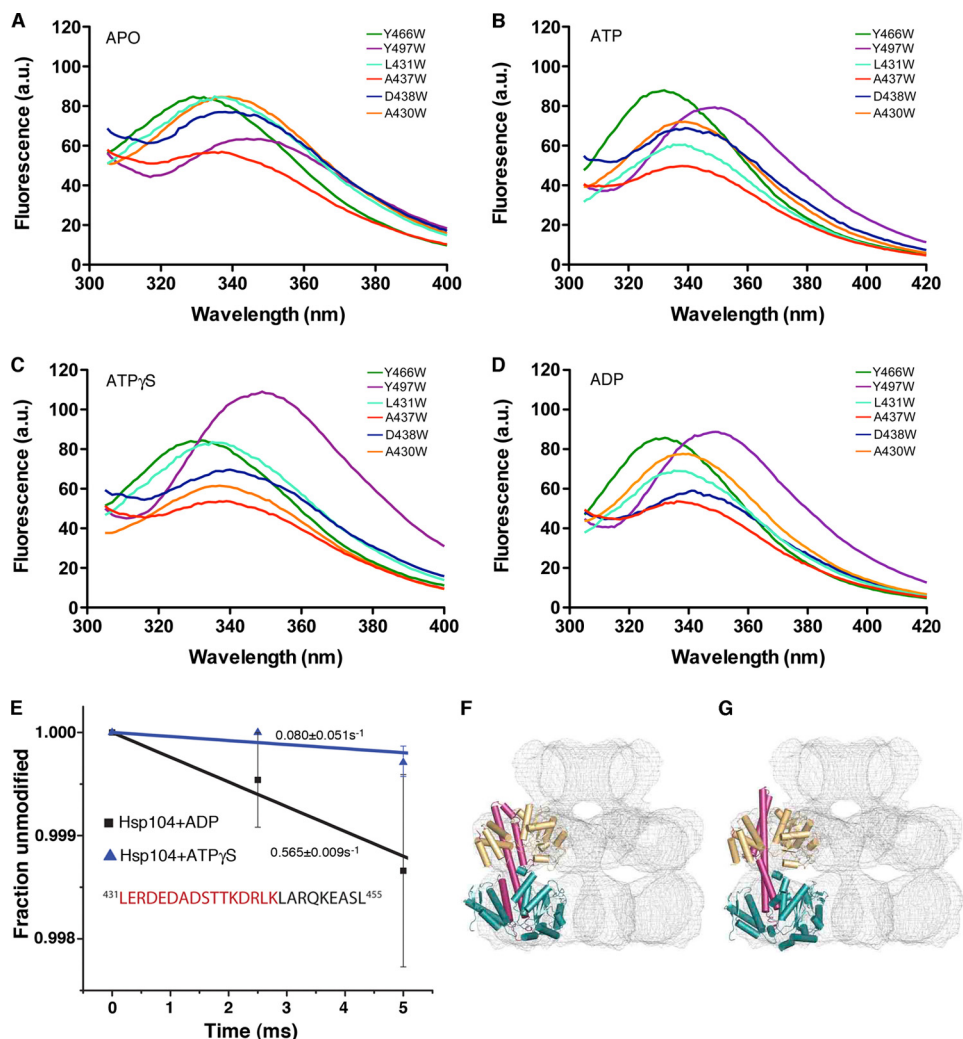 A
APO
120
100
80
60
40
20
0
300
320
340
360
380
400
Fluorescence (a.u.)
Wavelength (nm)
Y466W
Y497W
L431W
A437W
D438W
A430W
B
ATP
120
100
80
60
40
20
0
300
320
340
360
380
400
420
Fluorescence (a.u.)
Wavelength (nm)
Y466W
Y497W
L431W
A437W
D438W
A430W
C
ATPγS
120
100
80
60
40
20
0
300
320
340
360
380
400
Fluorescence (a.u.)
Wavelength (nm)
Y466W
Y497W
L431W
A437W
D438W
A430W
D
ADP
120
100
80
60
40
20
0
300
320
340
360
380
400
420
Fluorescence (a.u.)
Wavelength (nm)
Y466W
Y497W
L431W
A437W
D438W
A430W
E
1.000
0.999
0.998
Fraction unmodified
0.080±0.051s⁻¹
Hsp104+ADP
Hsp104+ATPγS
0.565±0.009s⁻¹
⁴³¹LERDEDADSTTKDRLKLARQKEASL⁴⁵⁵
0
1
2
3
4
5
Time (ms)
F
G